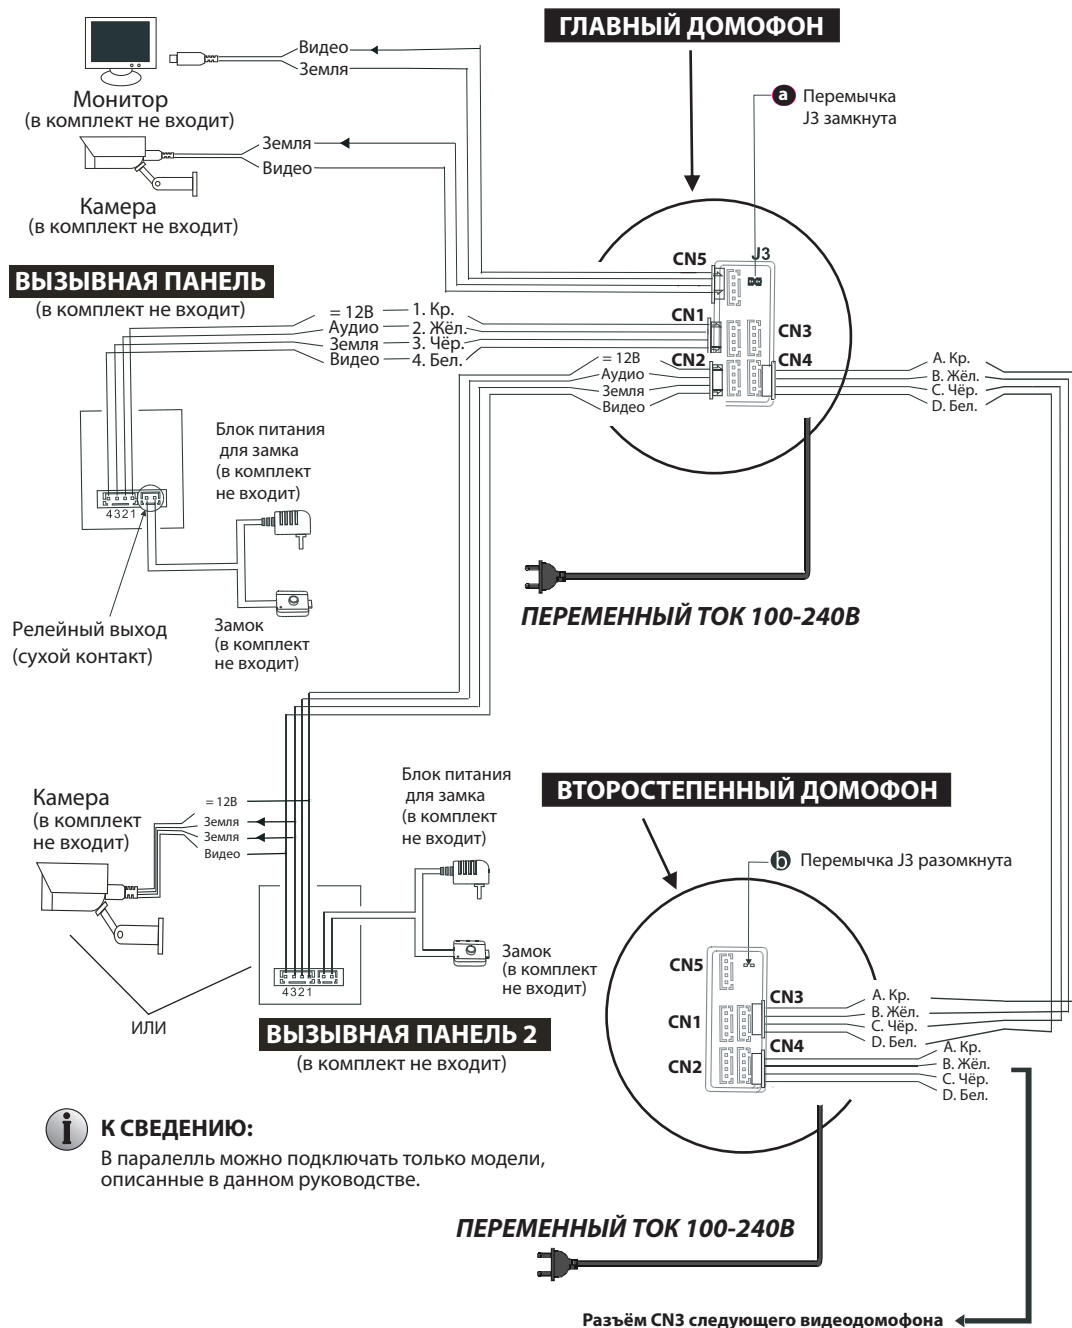 ГЛАВНЫЙ ДОМОФОН
Видео
Земля
Монитор
(в комплект не входит)
a Перемычка
J3 замкнута
Земля
Видео
Камера
(в комплект не входит)
CN5
J3
ВЫЗЫВНАЯ ПАНЕЛЬ
(в комплект не входит)
= 12В
Аудио
Земля
Видео
1. Кр.
2. Жёл.
3. Чёр.
4. Бел.
CN1
CN3
CN2
CN4
= 12В
Аудио
Земля
Видео
A. Кр.
B. Жёл.
C. Чёр.
D. Бел.
Блок питания
для замка
(в комплект
не входит)
4321
Релейный выход
(сухой контакт)
Замок
(в комплект
не входит)
ПЕРЕМЕННЫЙ ТОК 100-240В
Камера
(в комплект
не входит)
= 12В
Земля
Земля
Видео
Блок питания
для замка
(в комплект
не входит)
ВТОРОСТЕПЕННЫЙ ДОМОФОН
b Перемычка J3 разомкнута
Замок
(в комплект
не входит)
4321
ИЛИ
ВЫЗЫВНАЯ ПАНЕЛЬ 2
(в комплект не входит)
CN5
CN3
CN1
CN4
CN2
A. Кр.
B. Жёл.
C. Чёр.
D. Бел.
A. Кр.
B. Жёл.
C. Чёр.
D. Бел.
i К СВЕДЕНИЮ:
В паралелль можно подключать только модели,
описанные в данном руководстве.
ПЕРЕМЕННЫЙ ТОК 100-240В
Разъём CN3 следующего видеодомофона